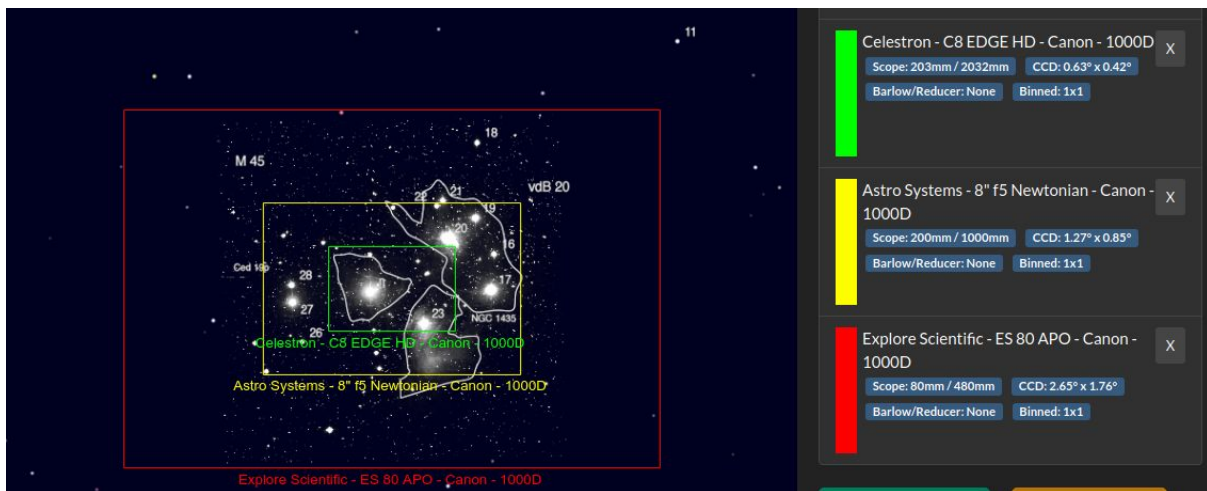 11
18
M 45
vdB 20
21
22
19
20
16
Ced 19p
28
η
17
27
23
NGC 1435
26
Celestron - C8 EDGE HD - Canon - 1000D
Astro Systems - 8" f5 Newtonian - Canon - 1000D
Explore Scientific - ES 80 APO - Canon - 1000D
Celestron - C8 EDGE HD - Canon - 1000D
X
Scope: 203mm / 2032mm CCD: 0.63° x 0.42°
Barlow/Reducer: None Binned: 1x1
Astro Systems - 8" f5 Newtonian - Canon -
1000D
X
Scope: 200mm / 1000mm CCD: 1.27° x 0.85°
Barlow/Reducer: None Binned: 1x1
Explore Scientific - ES 80 APO - Canon -
1000D
X
Scope: 80mm / 480mm CCD: 2.65° x 1.76°
Barlow/Reducer: None Binned: 1x1